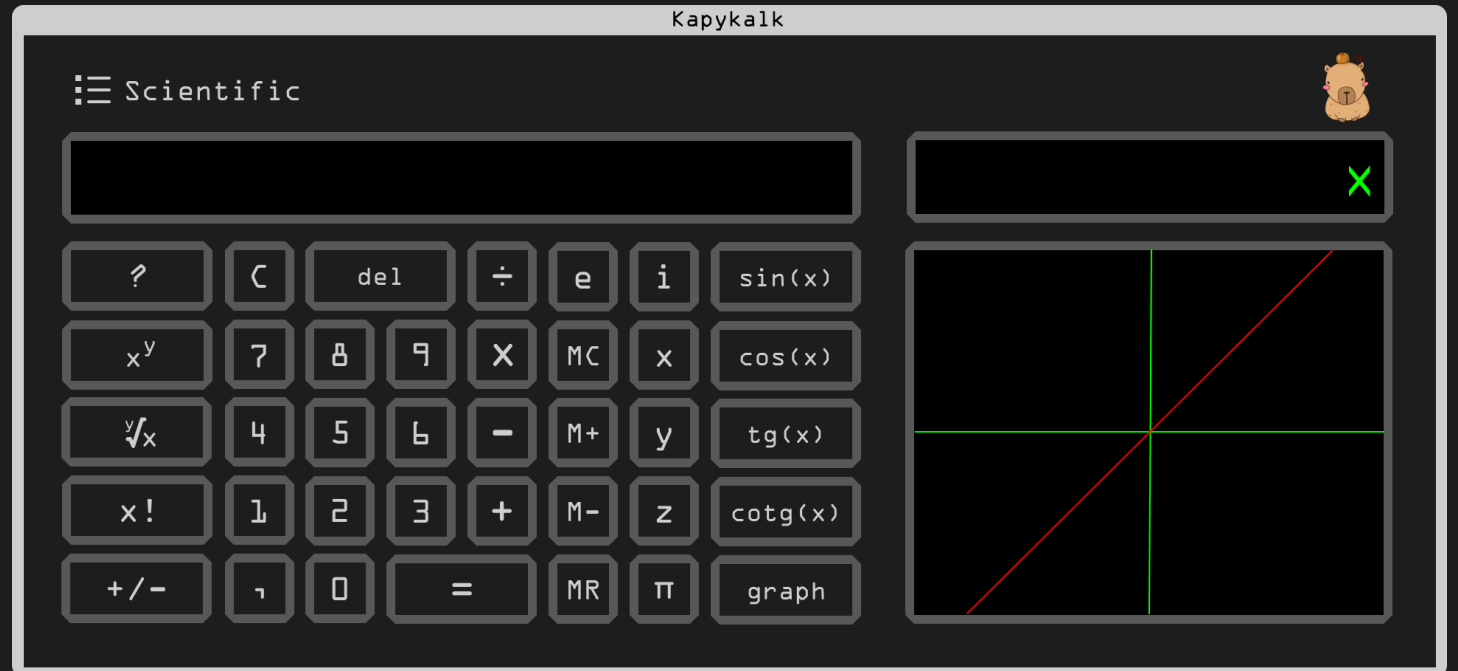 Kapykalk
Scientific
x
? C del ÷ e i sin(x)
xʸ 7 8 9 X MC x cos(x)
ʸ√x 4 5 6 - M+ y tg(x)
x! 1 2 3 + M- z cotg(x)
+/- , 0 = MR π graph